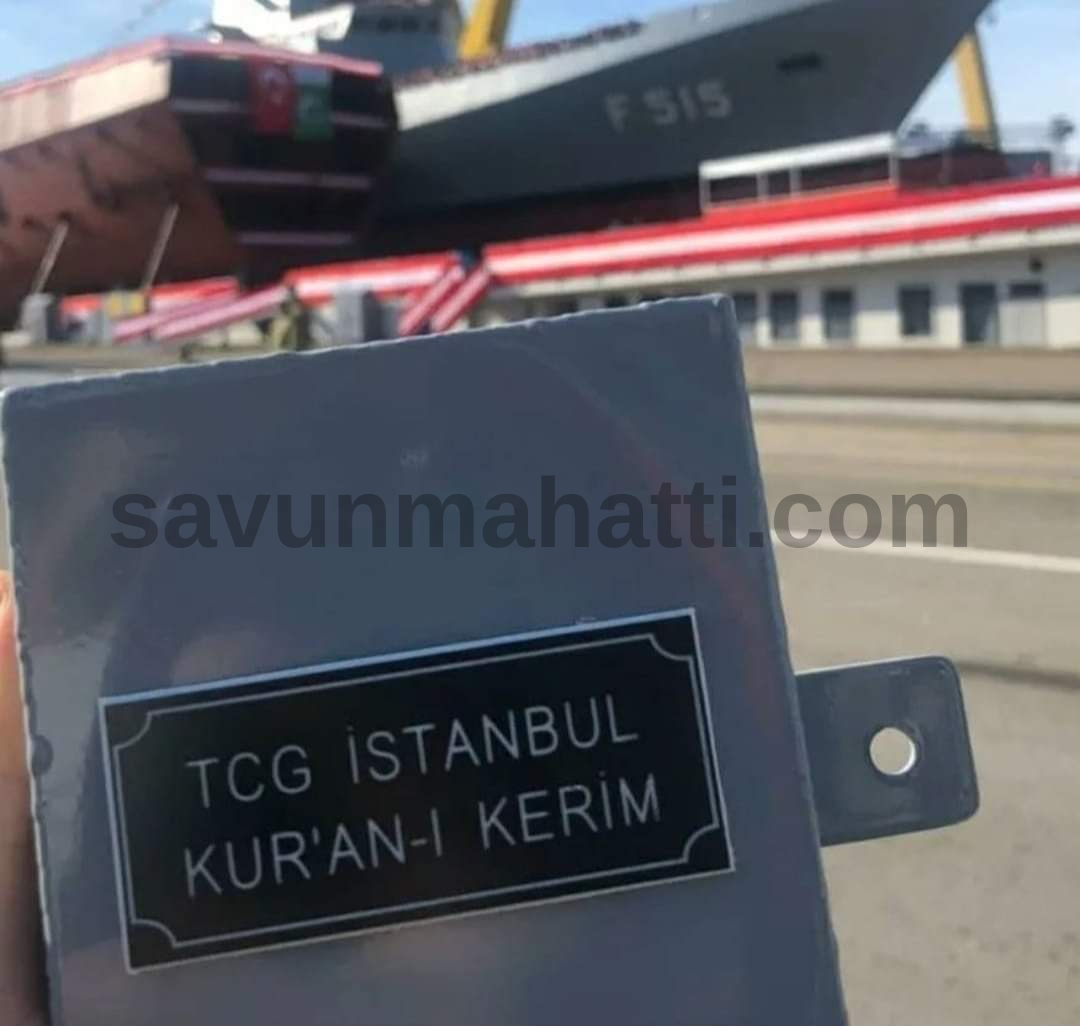 F 515
savunmahatti.com
TCG İSTANBUL
KUR'AN-I KERİM